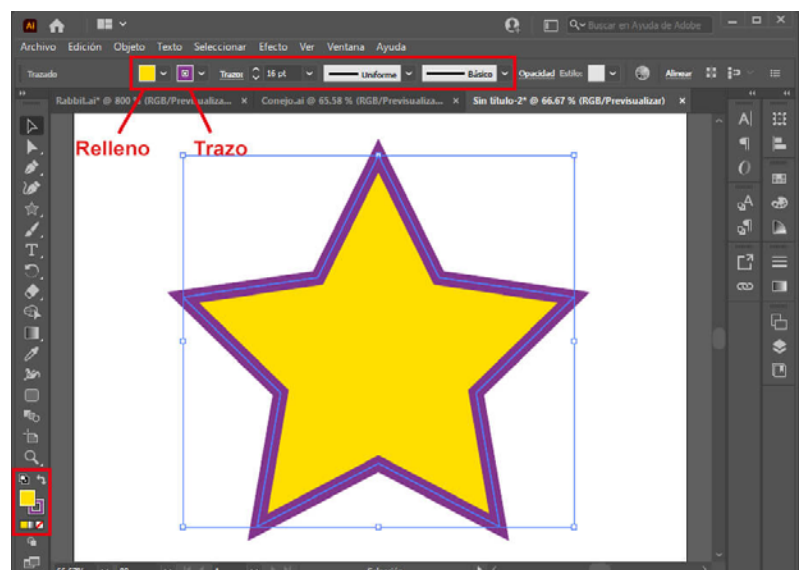 Ai
Buscar en Ayuda de Adobe
Archivo Edición Objeto Texto Seleccionar Efecto Ver Ventana Ayuda
Trazado Trazo: 16 pt Uniforme Básico Opacidad Estilo: Alinear
Rabbit.ai* @ 800 % (RGB/Previsualiza... × Conejo.ai @ 65.58 % (RGB/Previsualiza... × Sin título-2* @ 66.67 % (RGB/Previsualizar) ×
Relleno Trazo